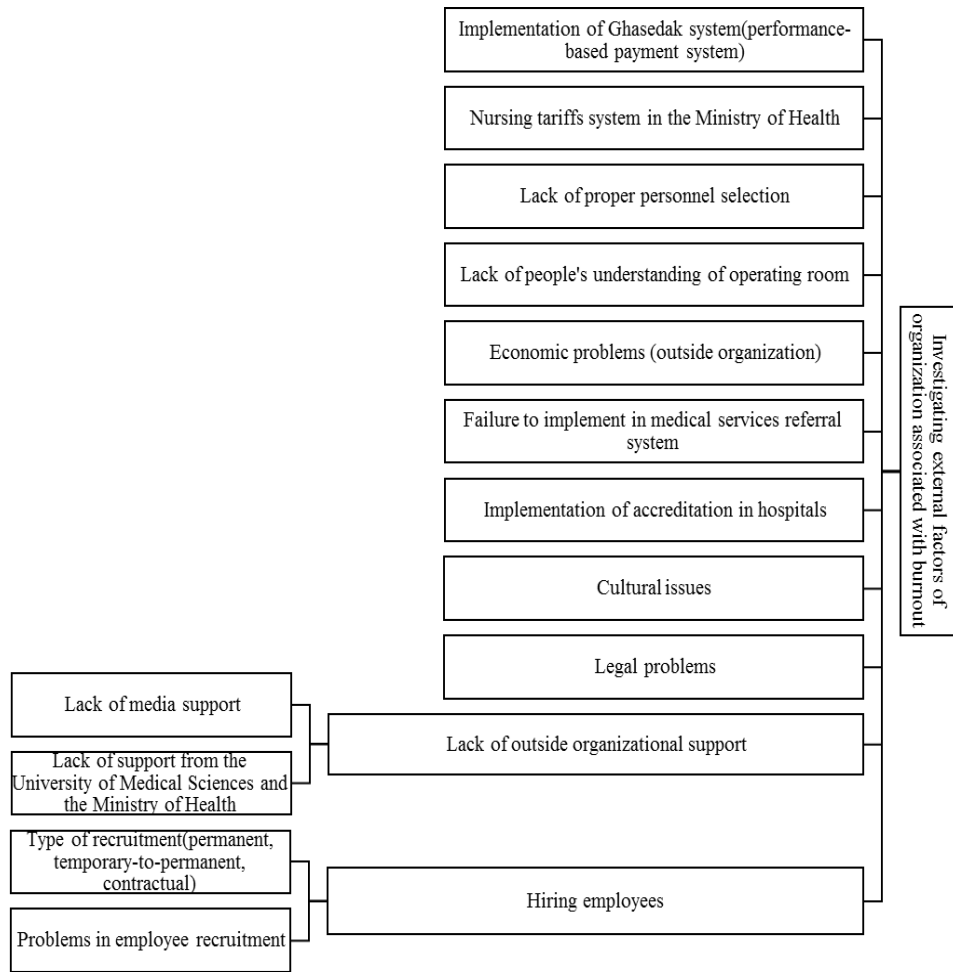 Implementation of Ghasedak system(performance-
based payment system)
Nursing tariffs system in the Ministry of Health
Lack of proper personnel selection
Lack of people's understanding of operating room
Economic problems (outside organization)
Failure to implement in medical services referral
system
Implementation of accreditation in hospitals
Cultural issues
Legal problems
Lack of outside organizational support
Lack of media support
Lack of support from the
University of Medical Sciences and
the Ministry of Health
Hiring employees
Type of recruitment(permanent,
temporary-to-permanent,
contractual)
Problems in employee recruitment
Investigating external factors of
organization associated with burnout